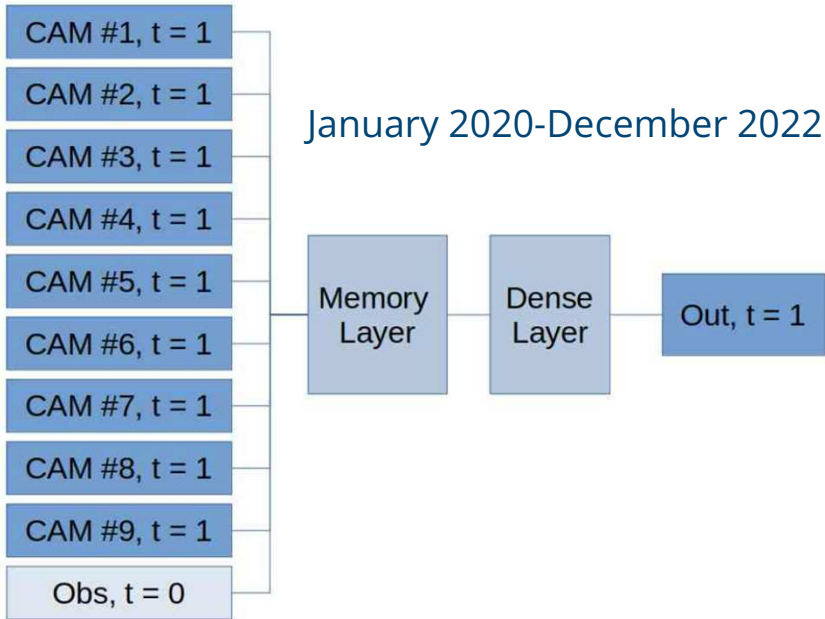 CAM #1, t = 1
CAM #2, t = 1
CAM #3, t = 1
CAM #4, t = 1
CAM #5, t = 1
CAM #6, t = 1
CAM #7, t = 1
CAM #8, t = 1
CAM #9, t = 1
Obs, t = 0
January 2020-December 2022
Memory
Layer
Dense
Layer
Out, t = 1